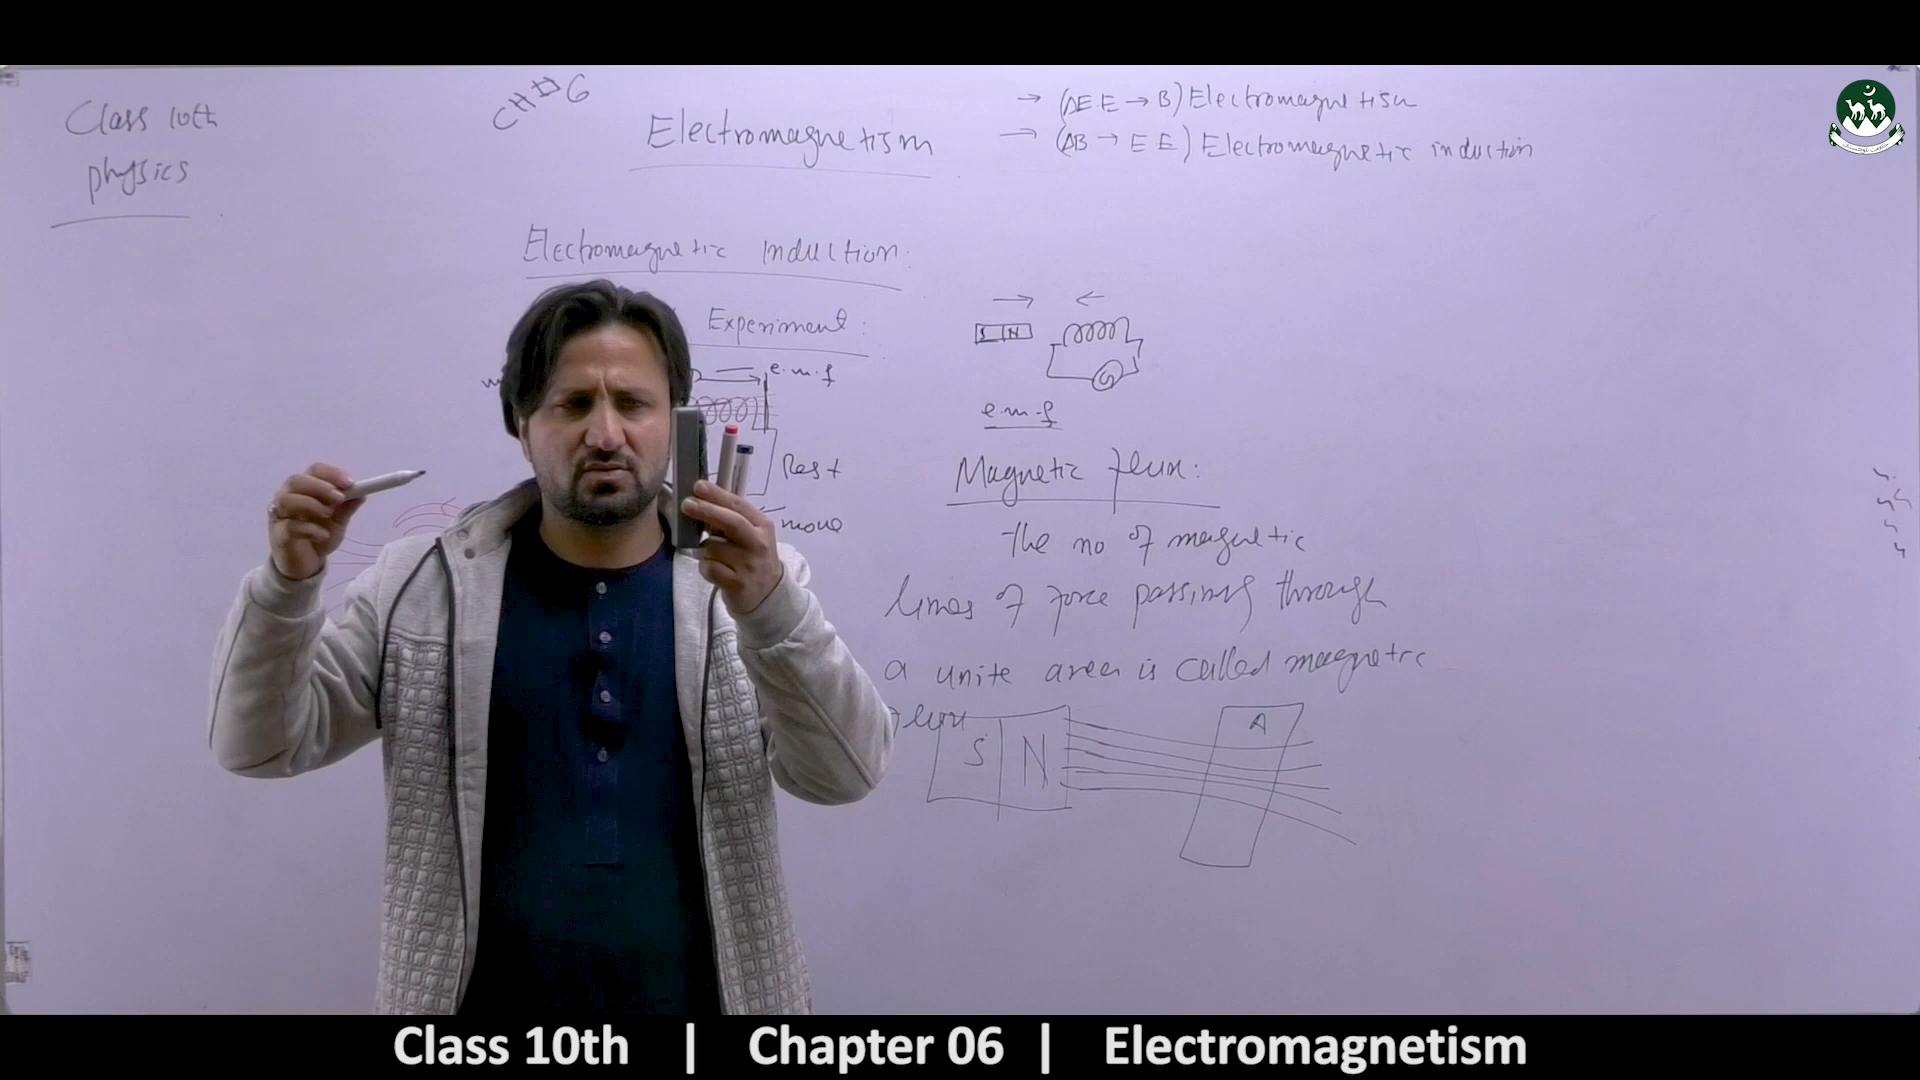 Class 10th
physics
CH # 6
Electromagnetism
→ (ΔE.E → B) Electromagnetism
→ (ΔB → E E) Electromagnetic induction
Electromagnetic induction.
Experiment:
e.m.f
Rest
move
S N
G
e.m.f
Magnetic flux:
The no of magnetic
lines of force passing through
a unite area is called magnetic
flux
S N
A
Class 10th | Chapter 06 | Electromagnetism